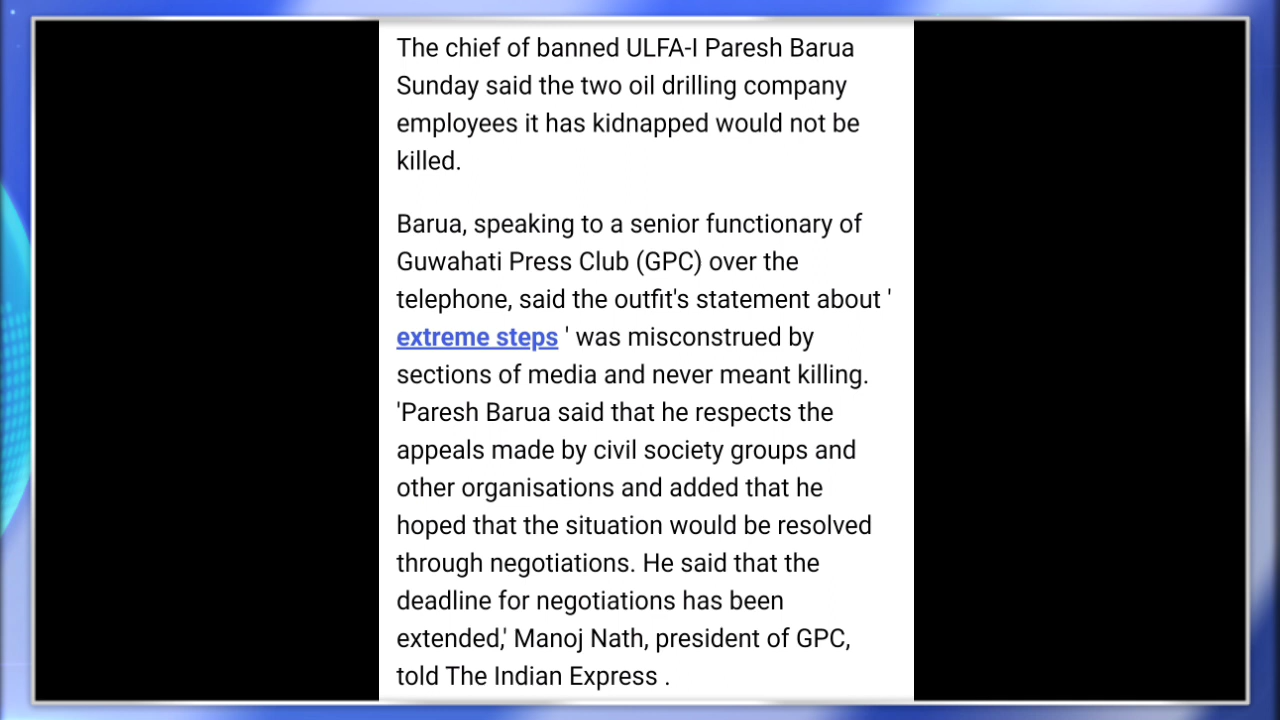 The chief of banned ULFA-I Paresh Barua
Sunday said the two oil drilling company
employees it has kidnapped would not be
killed.
Barua, speaking to a senior functionary of
Guwahati Press Club (GPC) over the
telephone, said the outfit's statement about '
extreme steps ' was misconstrued by
sections of media and never meant killing.
'Paresh Barua said that he respects the
appeals made by civil society groups and
other organisations and added that he
hoped that the situation would be resolved
through negotiations. He said that the
deadline for negotiations has been
extended,' Manoj Nath, president of GPC,
told The Indian Express .